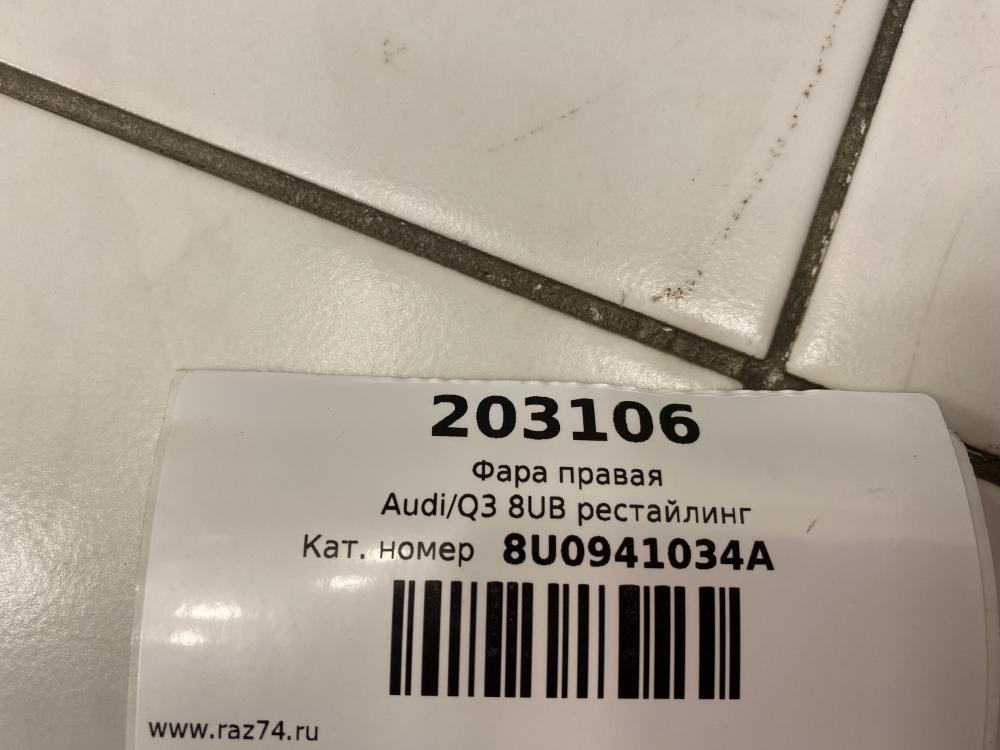 203106
Фара правая
Audi/Q3 8UB рестайлинг
Кат. номер 8U0941034A
www.raz74.ru